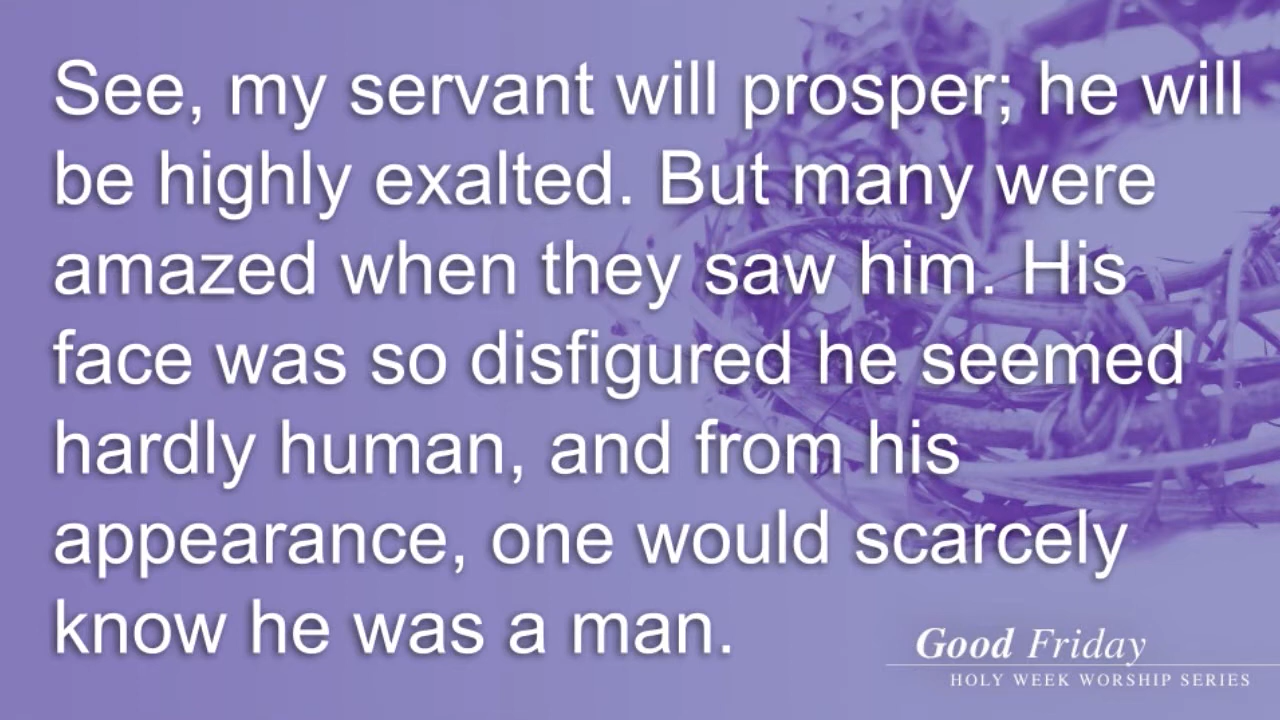 See, my servant will prosper; he will
be highly exalted. But many were
amazed when they saw him. His
face was so disfigured he seemed
hardly human, and from his
appearance, one would scarcely
know he was a man.
Good Friday
HOLY WEEK WORSHIP SERIES